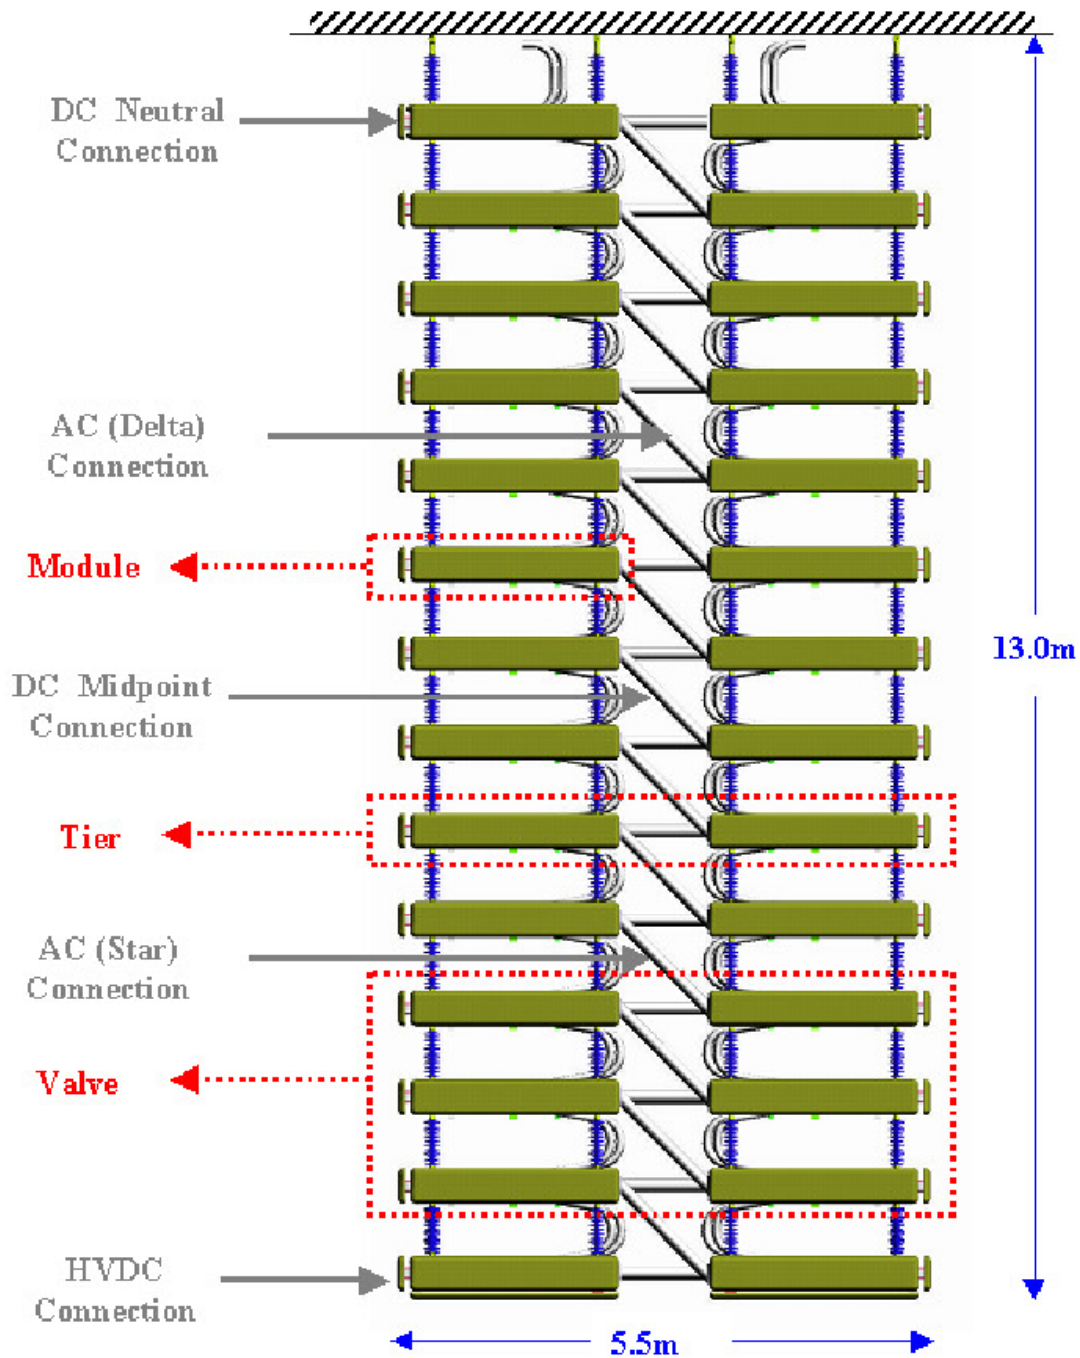 DC Neutral
Connection
AC (Delta)
Connection
Module
13.0m
DC Midpoint
Connection
Tier
AC (Star)
Connection
Valve
HVDC
Connection
5.5m